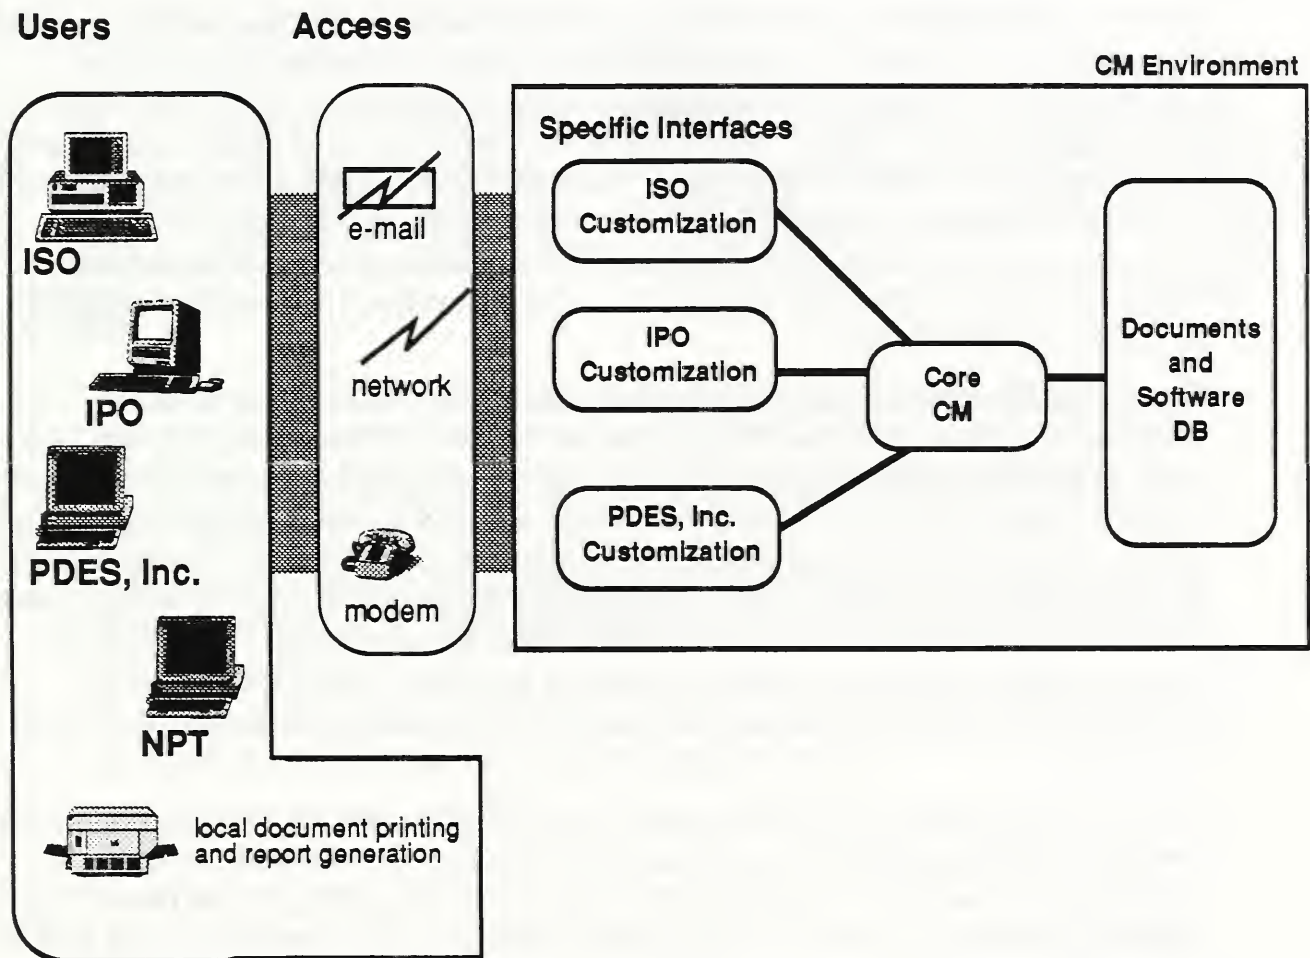 Users
Access
CM Environment
ISO
IPO
PDES, Inc.
NPT
local document printing
and report generation
e-mail
network
modem
Specific Interfaces
ISO
Customization
IPO
Customization
PDES, Inc.
Customization
Core
CM
Documents
and
Software
DB